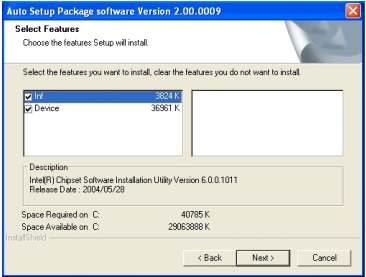 Auto Setup Package software Version 2.00.0009
Select Features
Choose the features Setup will install.
Select the features you want to install, clear the features you do not want to install.
Inf 3824 K
Device 36961 K
Description
Intel(R) Chipset Software Installation Utility Version 6.0.0.1011
Release Date : 2004/05/28
Space Required on C: 40785 K
Space Available on C: 29063888 K
InstallShield
< Back Next > Cancel